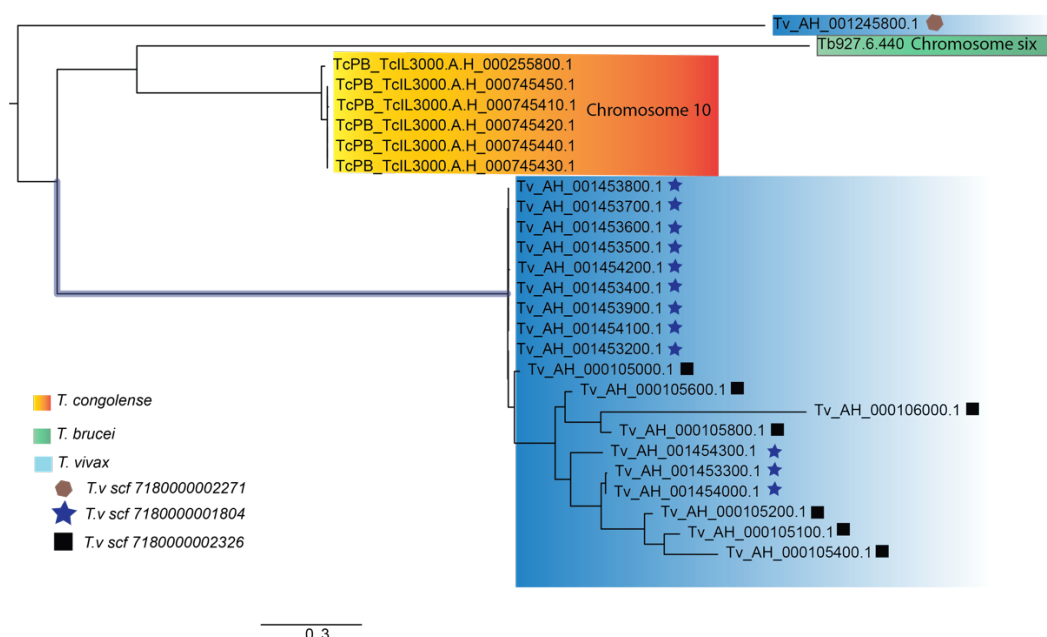 Tv_AH_001245800.1
Tb927.6.440 Chromosome six
TcPB_TcIL3000.A.H_000255800.1
TcPB_TcIL3000.A.H_000745450.1
TcPB_TcIL3000.A.H_000745410.1
Chromosome 10
TcPB_TcIL3000.A.H_000745420.1
TcPB_TcIL3000.A.H_000745440.1
TcPB_TcIL3000.A.H_000745430.1
Tv_AH_001453800.1
Tv_AH_001453700.1
Tv_AH_001453600.1
Tv_AH_001453500.1
Tv_AH_001454200.1
Tv_AH_001453400.1
Tv_AH_001453900.1
Tv_AH_001454100.1
Tv_AH_001453200.1
Tv_AH_000105000.1
Tv_AH_000105600.1
Tv_AH_000106000.1
Tv_AH_000105800.1
Tv_AH_001454300.1
Tv_AH_001453300.1
Tv_AH_001454000.1
Tv_AH_000105200.1
Tv_AH_000105100.1
Tv_AH_000105400.1
T. congolense
T. brucei
T. vivax
T.v scf 7180000002271
T.v scf 7180000001804
T.v scf 7180000002326
0.3